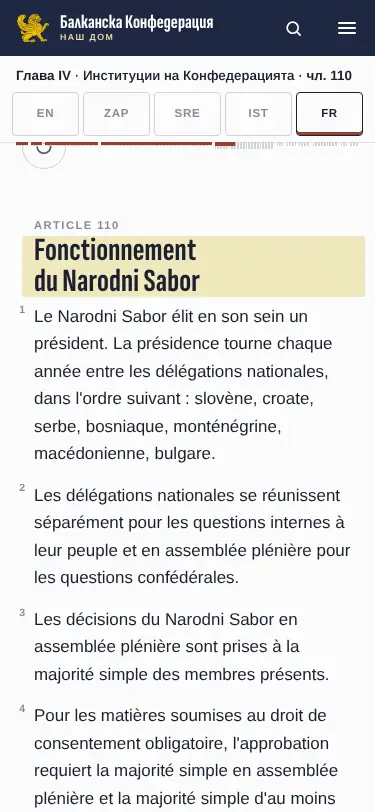 Балканска Конфедерация
НАШ ДОМ
Глава IV · Институции на Конфедерацията · чл. 110
EN ZAP SRE IST FR
ARTICLE 110
Fonctionnement
du Narodni Sabor
1 Le Narodni Sabor élit en son sein un
président. La présidence tourne chaque
année entre les délégations nationales,
dans l'ordre suivant : slovène, croate,
serbe, bosniaque, monténégrine,
macédonienne, bulgare.
2 Les délégations nationales se réunissent
séparément pour les questions internes à
leur peuple et en assemblée plénière pour
les questions confédérales.
3 Les décisions du Narodni Sabor en
assemblée plénière sont prises à la
majorité simple des membres présents.
4 Pour les matières soumises au droit de
consentement obligatoire, l'approbation
requiert la majorité simple en assemblée
plénière et la majorité simple d'au moins